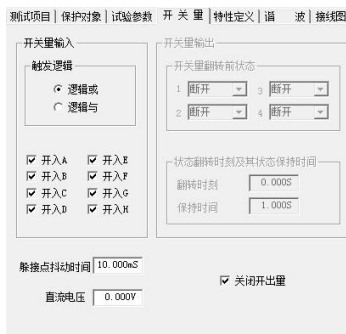 测试项目 保护对象 试验参数 开 关 量 特性定义 谐 波 接线图
开关量输入
触发逻辑
逻辑或
逻辑与
开入A 开入E
开入B 开入F
开入C 开入G
开入D 开入H
躲接点抖动时间 10.000mS
直流电压 0.000V
开关量输出
开关量翻转前状态
1 断开 3 断开
2 断开 4 断开
状态翻转时刻及其状态保持时间
翻转时刻 0.000S
保持时间 1.000S
关闭开出量